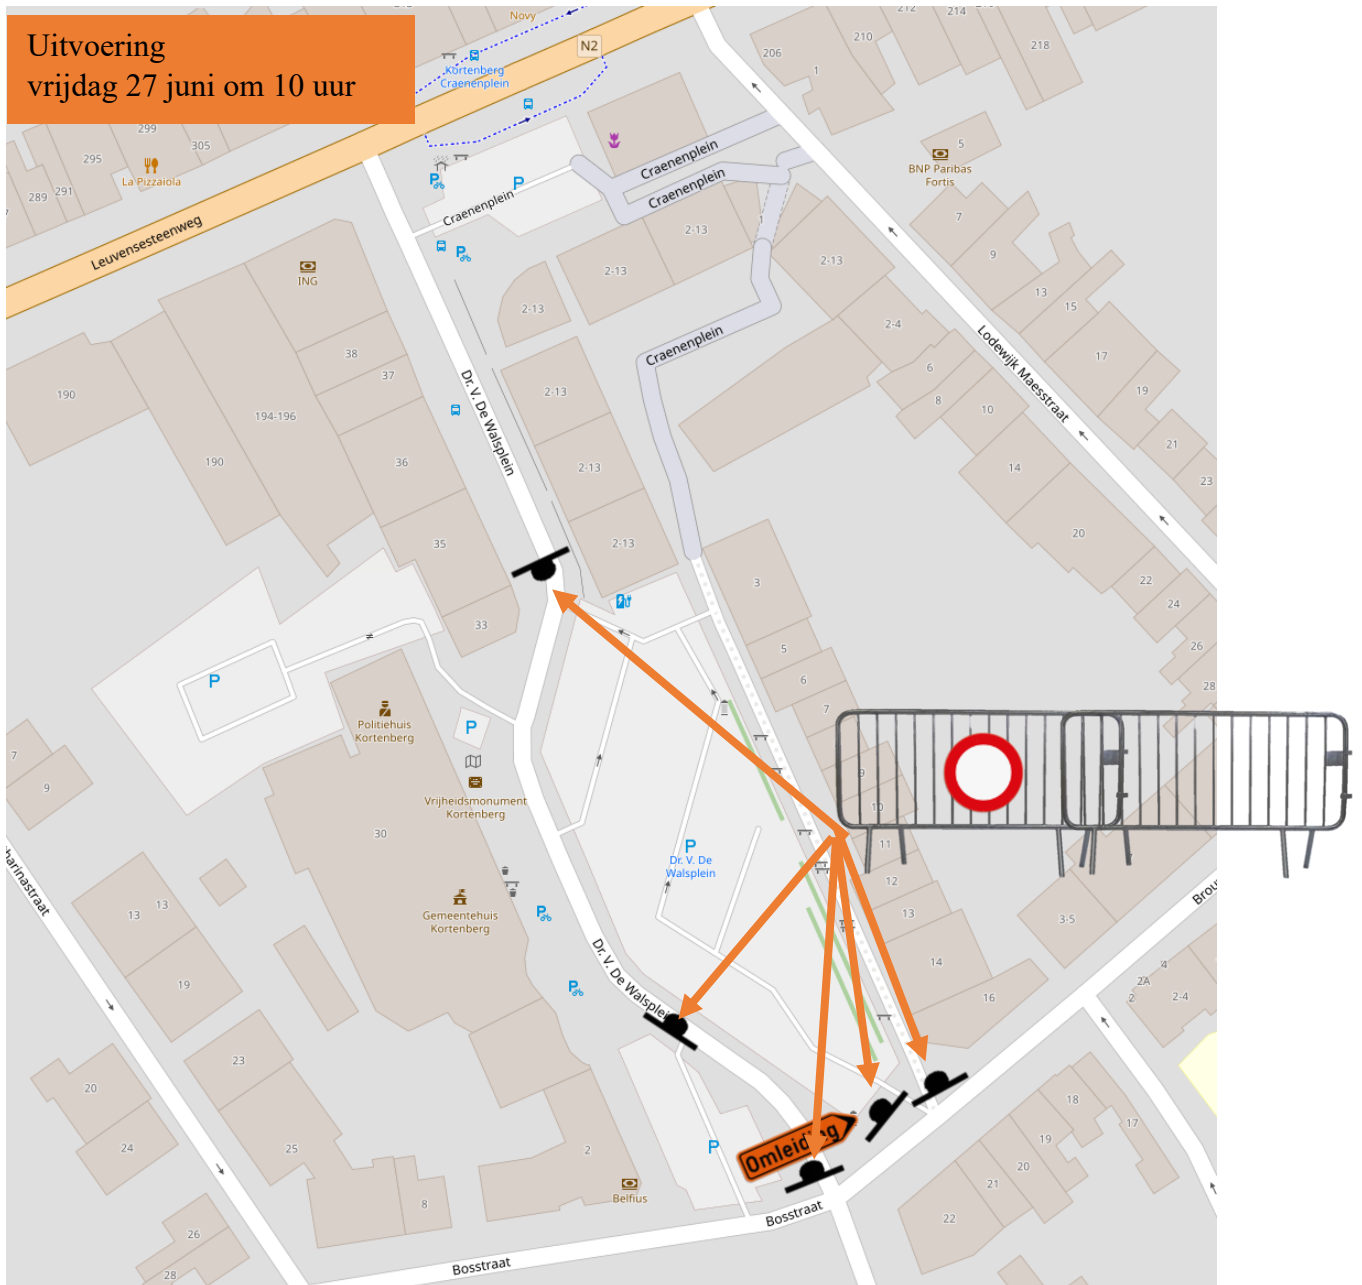 Uitvoering
vrijdag 27 juni om 10 uur
Novy
N2
Kortenberg
Craenenplein
212
214
210
218
206
1
299
305
295
289
291
La Pizzaiola
P
P
Craenenplein
Craenenplein
Craenenplein
5
BNP Paribas
Fortis
Leuvensesteenweg
P
ING
2-13
2-13
2-13
2-13
7
9
13
15
17
19
21
23
Lodewijk Maesstraat
Craenenplein
2-4
6
8
10
14
20
22
24
26
28
190
194-196
190
38
37
36
35
33
Dr. V. De Walsplein
2-13
2-13
2-13
3
5
6
7
9
10
11
12
13
14
16
P
Politiehuis
Kortenberg
P
Vrijheidsmonument
Kortenberg
30
Gemeentehuis
Kortenberg
P
P
P
Dr. V. De
Walsplein
Dr. V. De Walsplein
7
9
harinastraat
13
13
19
23
20
24
25
26
28
8
2
Belfius
P
Omleid
Bosstraat
Bosstraat
3-5
Brou
4
2A
2
2-4
18
17
19
20
21
22